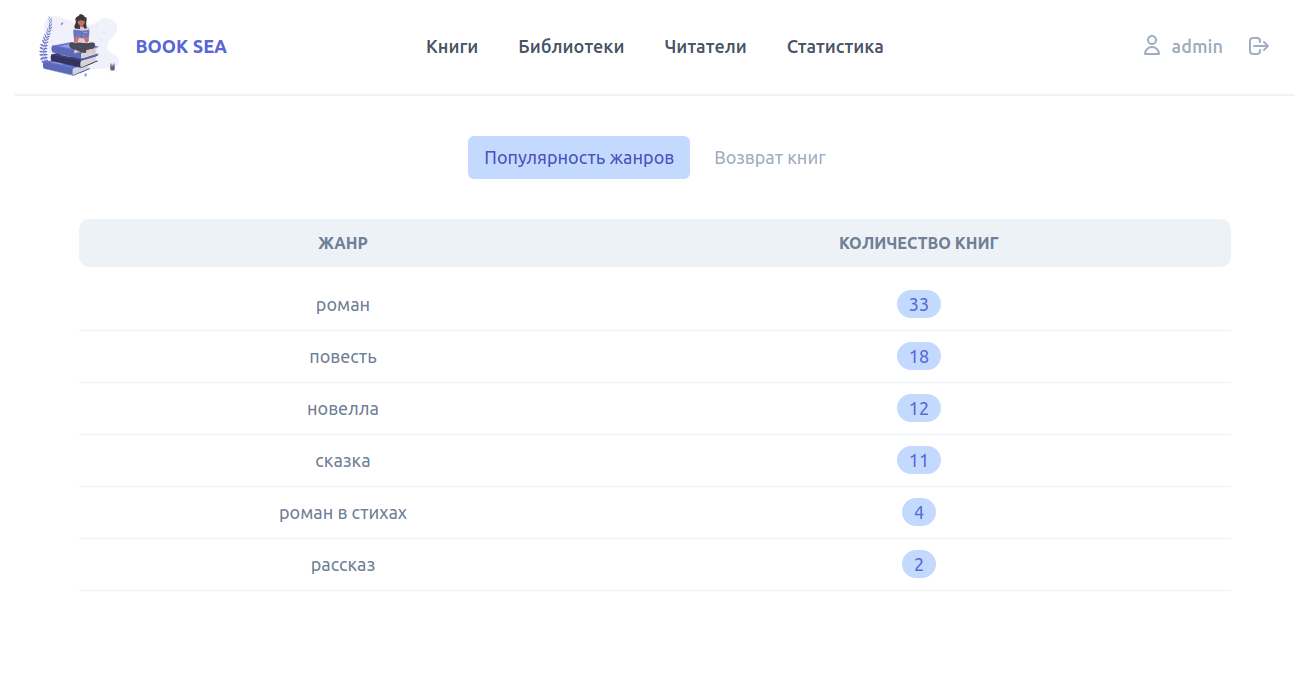 BOOK SEA Книги Библиотеки Читатели Статистика admin
Популярность жанров Возврат книг
ЖАНР КОЛИЧЕСТВО КНИГ
роман 33
повесть 18
новелла 12
сказка 11
роман в стихах 4
рассказ 2